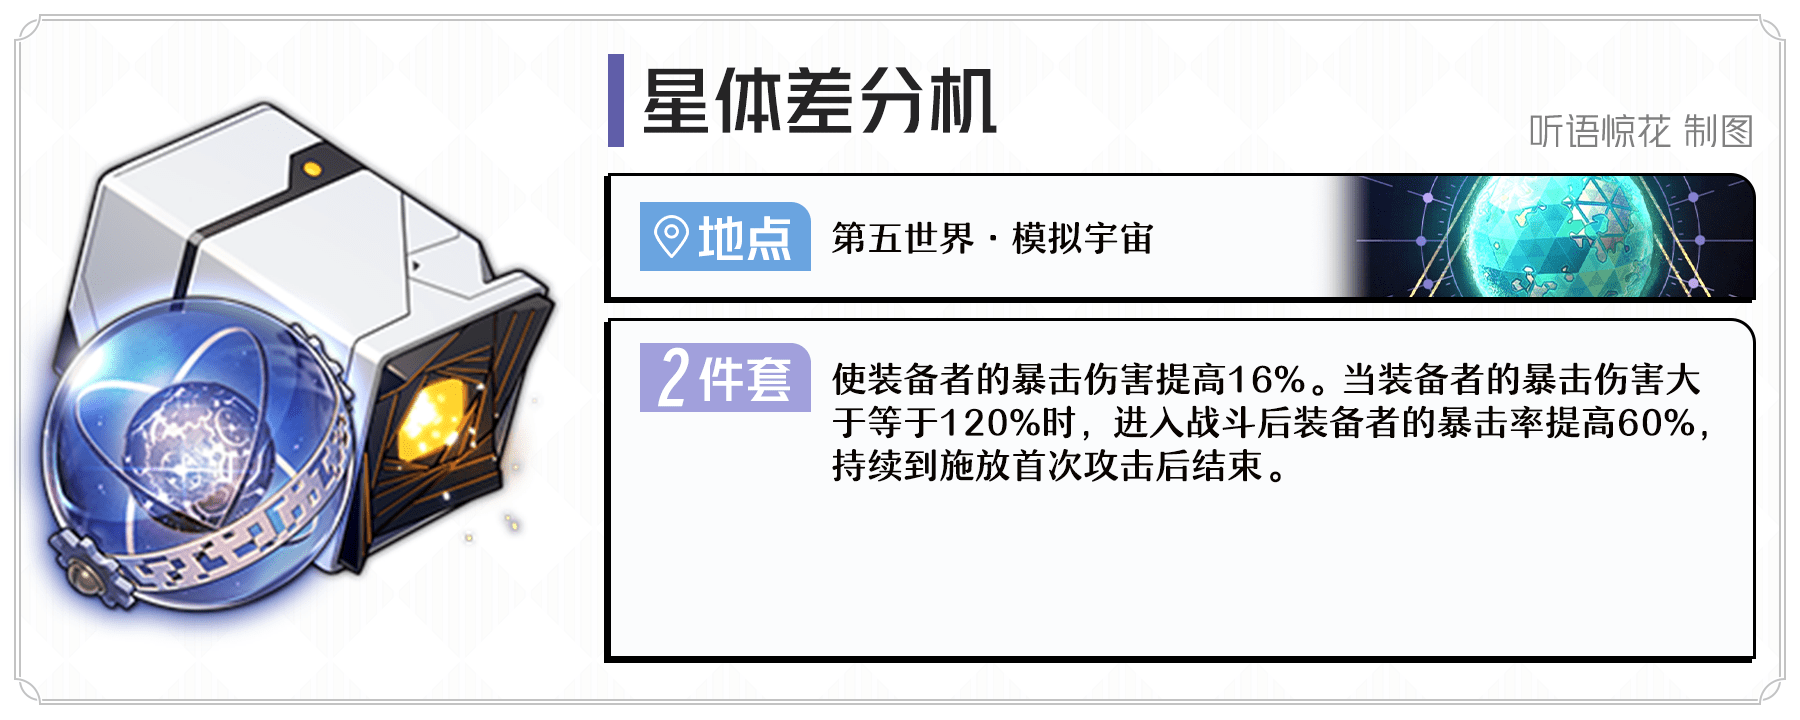 星体差分机
听语惊花 制图
地点
第五世界·模拟宇宙
2件套
使装备者的暴击伤害提高16%。当装备者的暴击伤害大
于等于120%时，进入战斗后装备者的暴击率提高60%，
持续到施放首次攻击后结束。